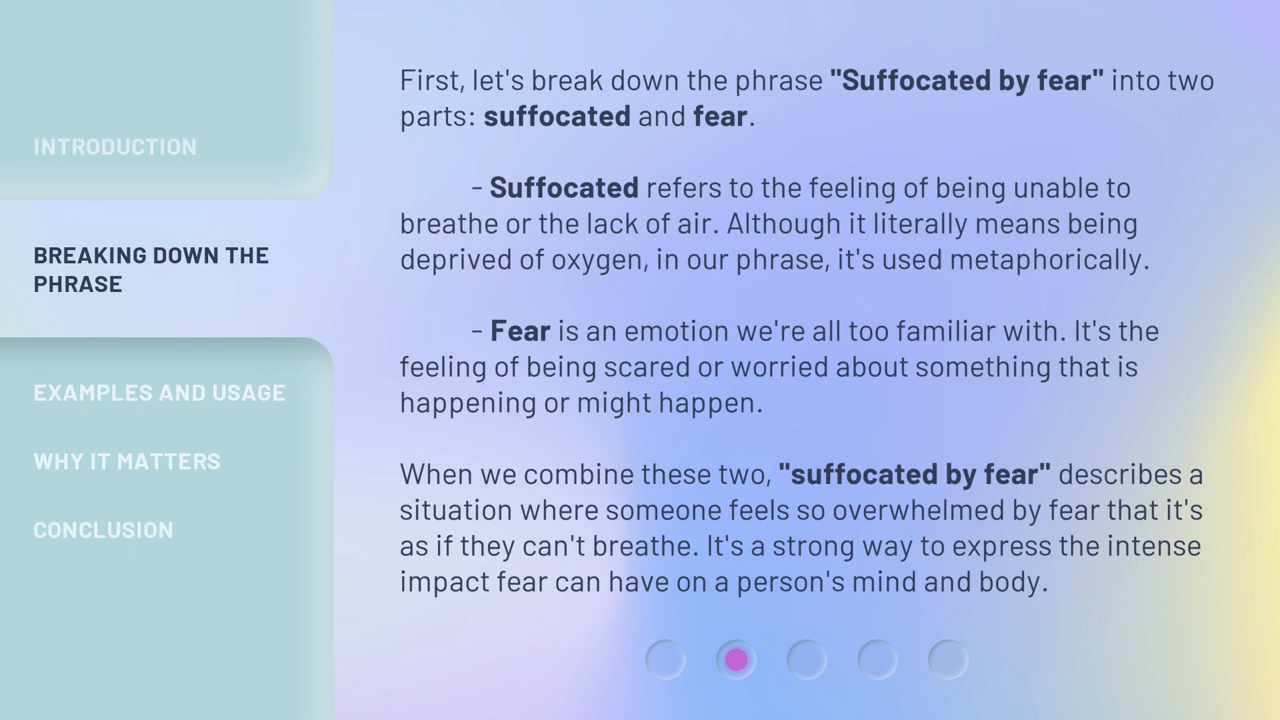 INTRODUCTION
BREAKING DOWN THE
PHRASE
EXAMPLES AND USAGE
WHY IT MATTERS
CONCLUSION
First, let's break down the phrase "Suffocated by fear" into two
parts: suffocated and fear.
- Suffocated refers to the feeling of being unable to
breathe or the lack of air. Although it literally means being
deprived of oxygen, in our phrase, it's used metaphorically.
- Fear is an emotion we're all too familiar with. It's the
feeling of being scared or worried about something that is
happening or might happen.
When we combine these two, "suffocated by fear" describes a
situation where someone feels so overwhelmed by fear that it's
as if they can't breathe. It's a strong way to express the intense
impact fear can have on a person's mind and body.